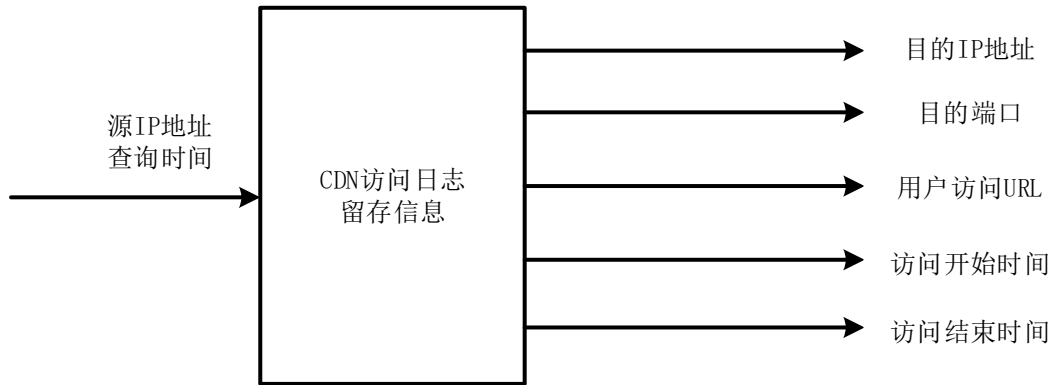 源IP地址
查询时间
CDN访问日志
留存信息
目的IP地址
目的端口
用户访问URL
访问开始时间
访问结束时间